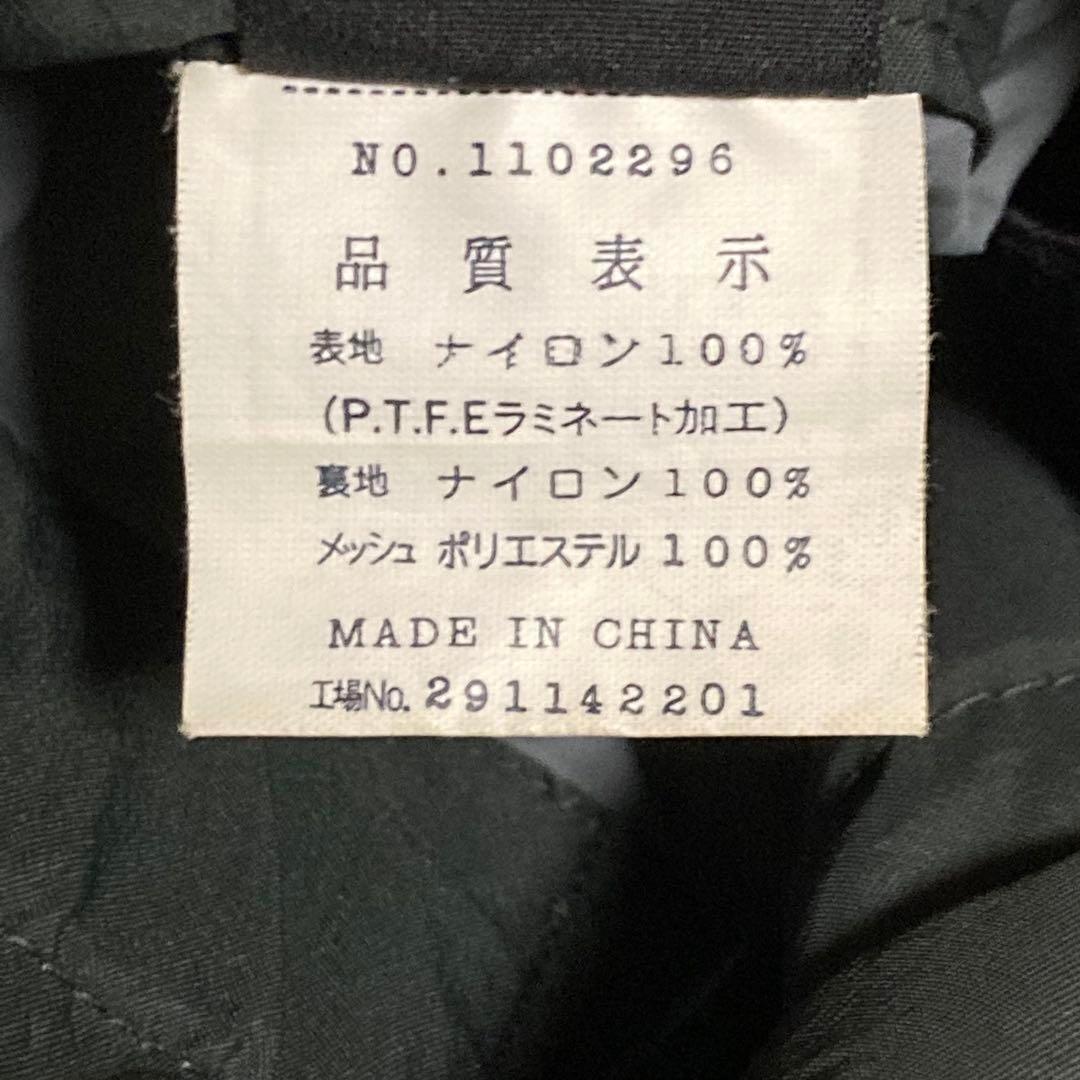 NO.1102296
品質表示
表地 ナイロン100%
(P.T.F.Eラミネート加工)
裏地 ナイロン100%
メッシュ ポリエステル100%
MADE IN CHINA
工場No.291142201